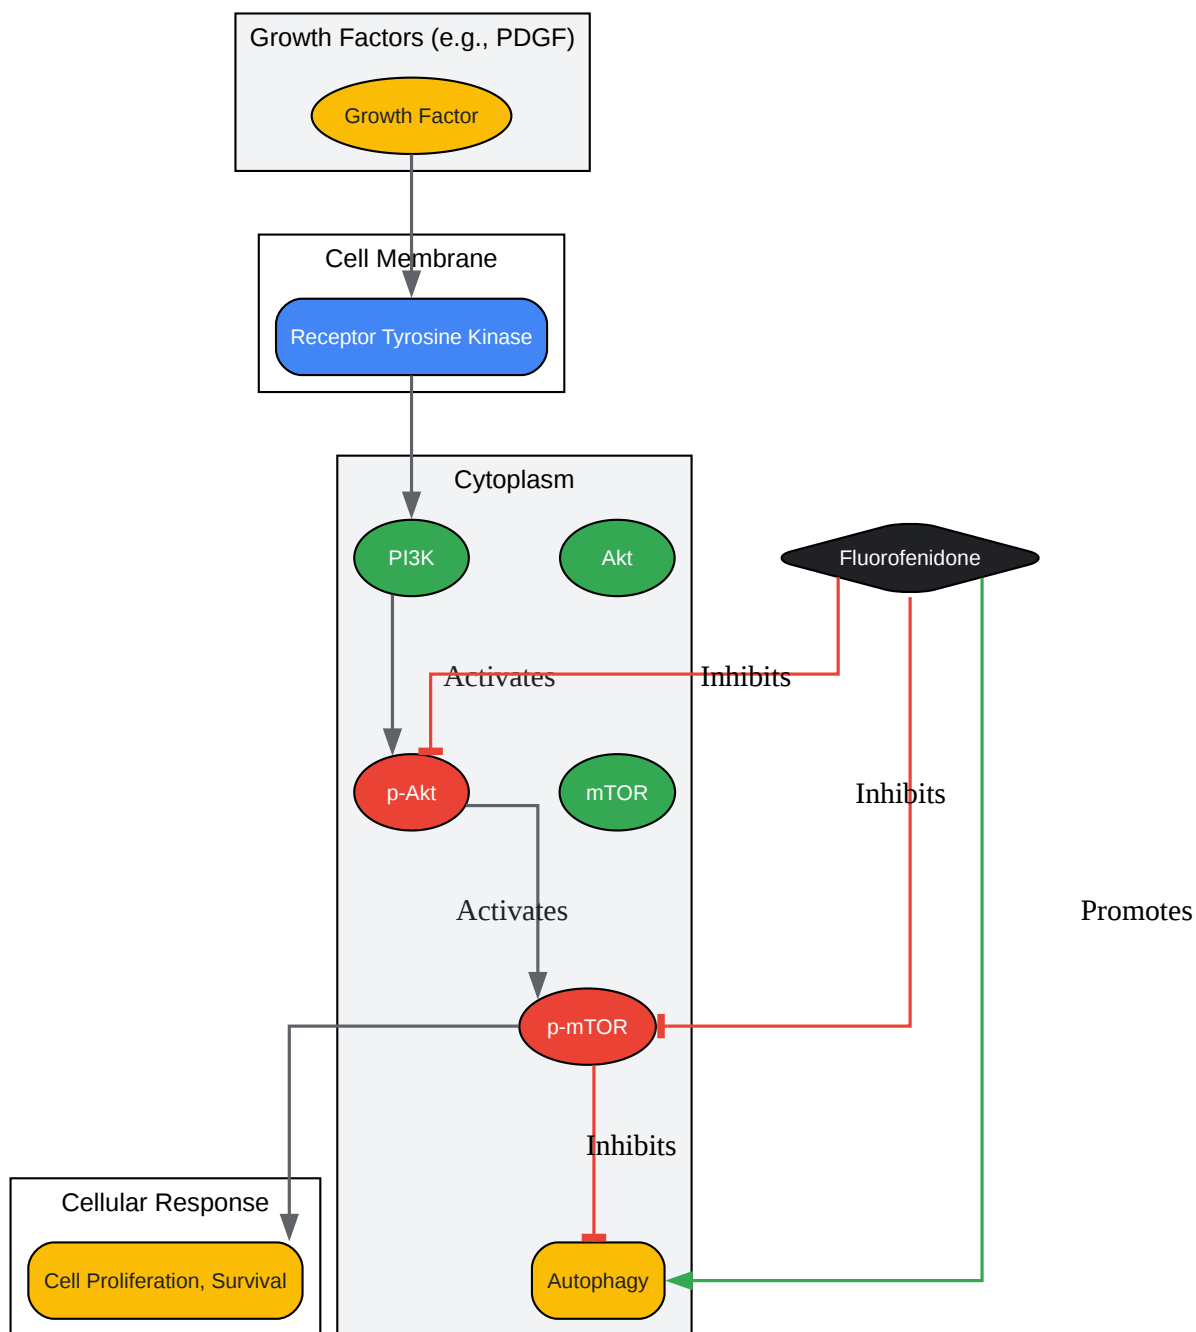 Growth Factors (e.g., PDGF)
Growth Factor
Cell Membrane
Receptor Tyrosine Kinase
Cytoplasm
PI3K
Akt
Fluorofenidone
Activates
Inhibits
p-Akt
mTOR
Inhibits
Activates
Promotes
p-mTOR
Inhibits
Cellular Response
Cell Proliferation, Survival
Autophagy